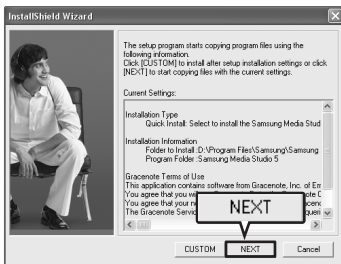 InstallShield Wizard
The setup program starts copying program files using the
following information.
Click [CUSTOM] to install after setup installation settings or click
[NEXT] to start copying files with the current settings.
Current Settings:
Installation Type
Quick Install: Select to install the Samsung Media Stud
Installation Information
Folder to Install :D:\Program Files\Samsung\Samsung
Program Folder :Samsung Media Studio 5
Gracenote Terms of Use
This application contains software from Gracenote, Inc. of Em
You agree that you wi
You agree that your n
The Gracenote Servic
NEXT
CUSTOM NEXT Cancel